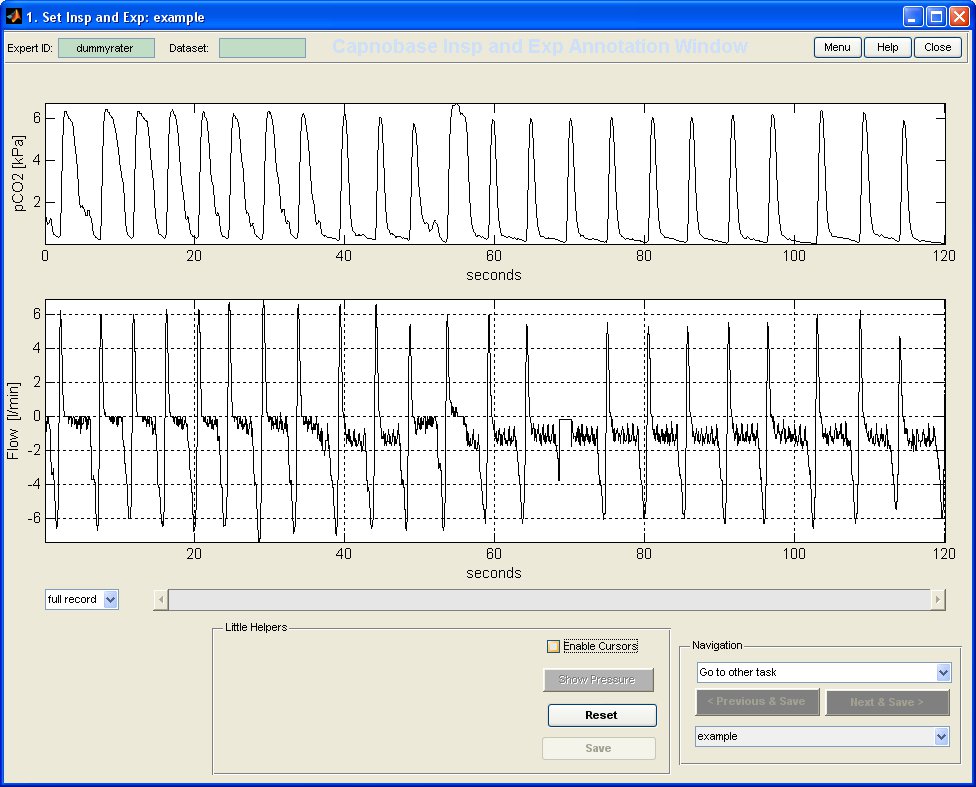 1. Set Insp and Exp: example
Expert ID: dummyrater Dataset: Capnobase Insp and Exp Annotation Window Menu Help Close
pCO2 [kPa]
6
4
2
0 20 40 60 80 100 120
seconds
Flow [l/min]
6
4
2
0
-2
-4
-6
20 40 60 80 100 120
seconds
full record
Little Helpers
Enable Cursors
Show Pressure
Reset
Save
Navigation
Go to other task
< Previous & Save Next & Save >
example